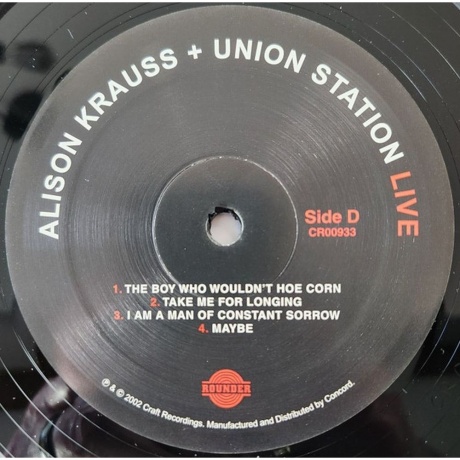 ALISON KRAUSS + UNION STATION LIVE
Side D
CR00933
1. THE BOY WHO WOULDN'T HOE CORN
2. TAKE ME FOR LONGING
3. I AM A MAN OF CONSTANT SORROW
4. MAYBE
ROUNDER
℗ & © 2002 Craft Recordings. Manufactured and Distributed by Concord.